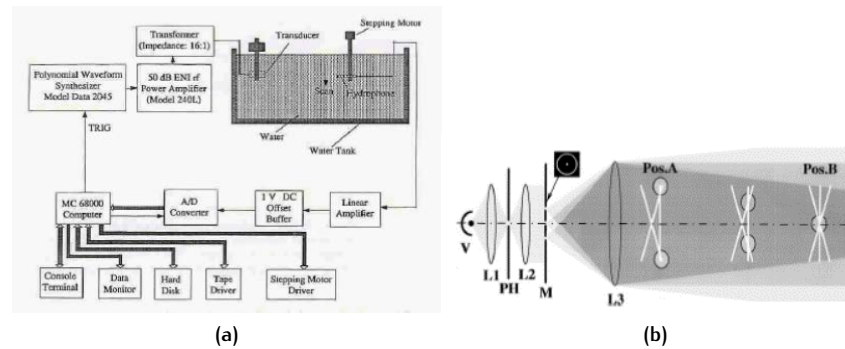 Transformer
(Impedance: 16:1)
Transducer
Stepping Motor
Polynomial Waveform
Synthesizer
Model Data 2045
50 dB ENI rf
Power Amplifier
(Model 240L)
Scan
Hydrophone
Water
Water Tank
TRIG
MC 68000
Computer
A/D
Converter
1 V DC
Offset
Buffer
Linear
Amplifier
Console
Terminal
Data
Monitor
Hard
Disk
Tape
Driver
Stepping Motor
Driver
(a)
Pos.A
Pos.B
V
L1
PH
L2
M
L3
(b)